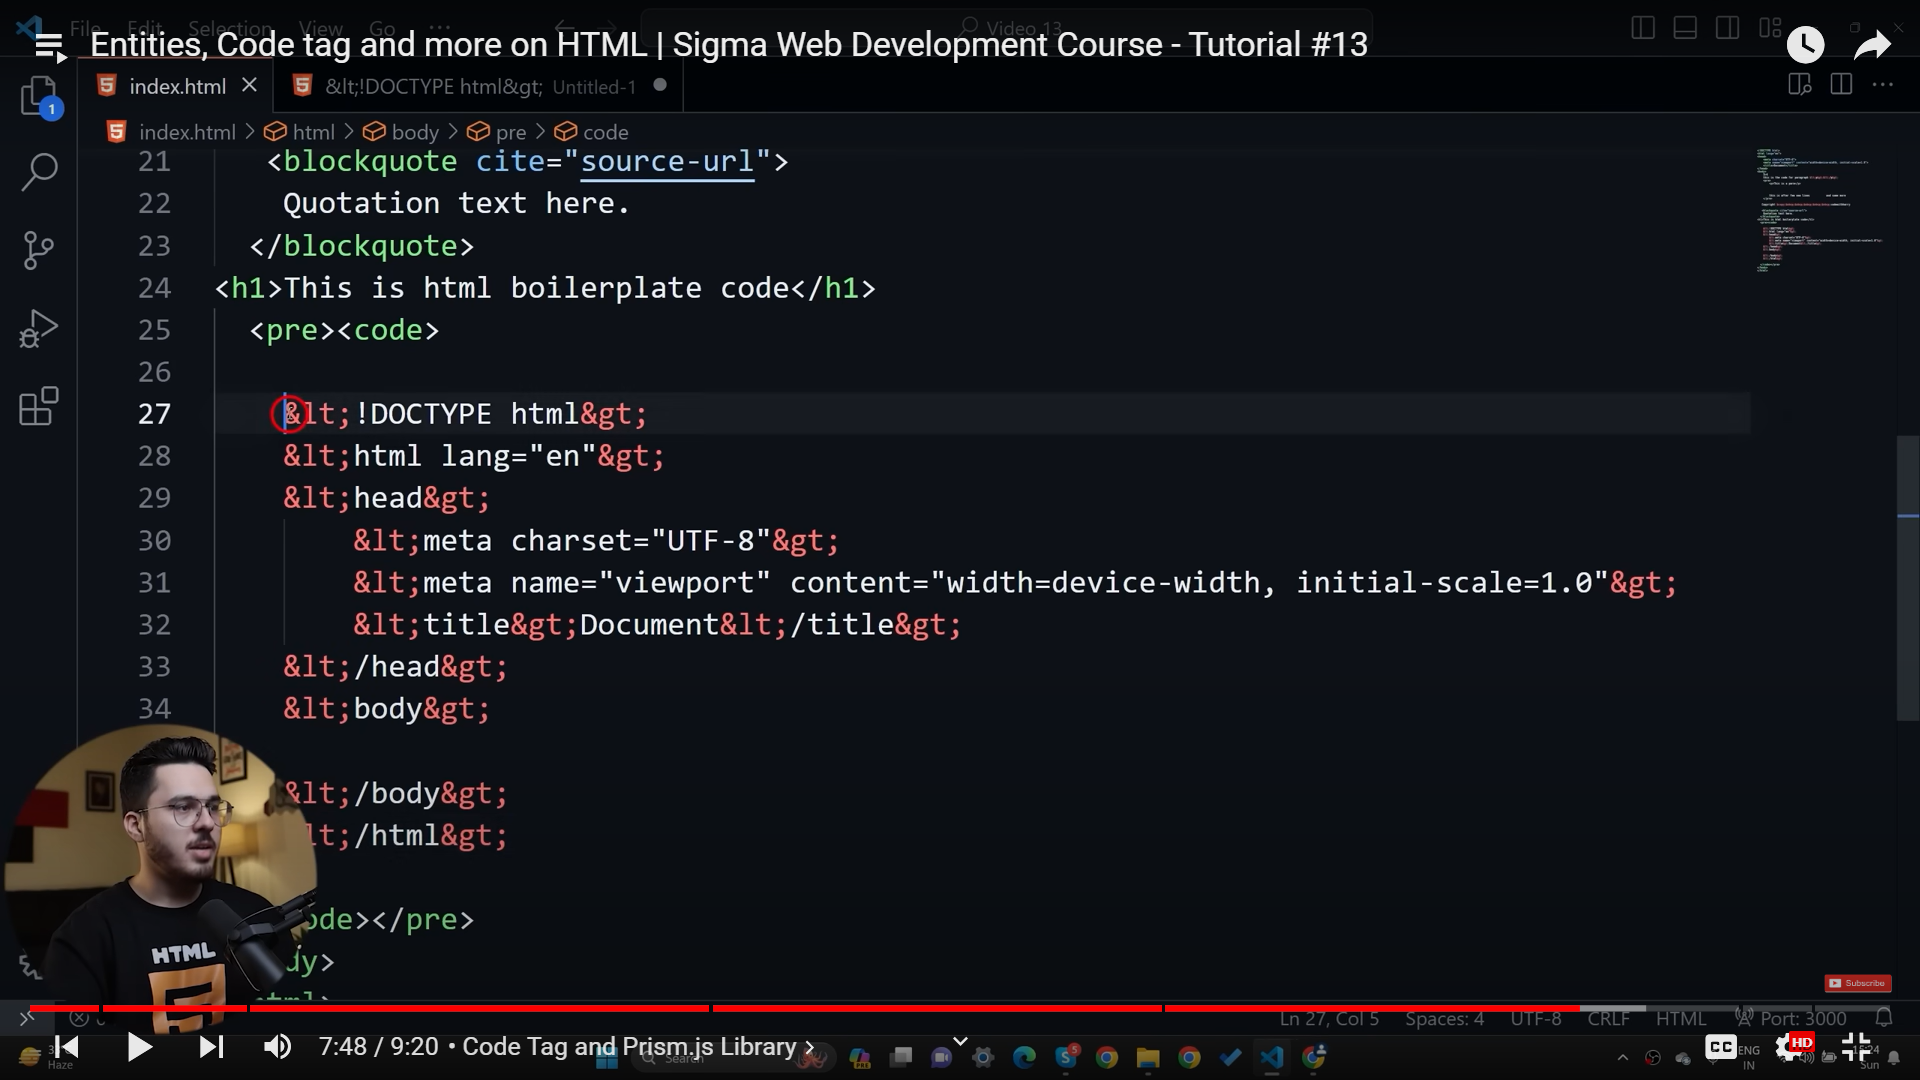 File Edit Selection View Go ... Video 13
Entities, Code tag and more on HTML | Sigma Web Development Course - Tutorial #13
index.html &lt;!DOCTYPE html&gt; Untitled-1
1
index.html > html > body > pre > code
21 <blockquote cite="source-url">
22 Quotation text here.
23 </blockquote>
24 <h1>This is html boilerplate code</h1>
25 <pre><code>
26
27 &lt;!DOCTYPE html&gt;
28 &lt;html lang="en"&gt;
29 &lt;head&gt;
30 &lt;meta charset="UTF-8"&gt;
31 &lt;meta name="viewport" content="width=device-width, initial-scale=1.0"&gt;
32 &lt;title&gt;Document&lt;/title&gt;
33 &lt;/head&gt;
34 &lt;body&gt;
&lt;/body&gt;
lt;/html&gt;
ode></pre>
dy>
HTML
Subscribe
Ln 27, Col 5 Spaces: 4 UTF-8 CRLF HTML Port: 3000
7:48 / 9:20 • Code Tag and Prism.js Library >
Search
CC HD
Haze
ENG
IN
Sun